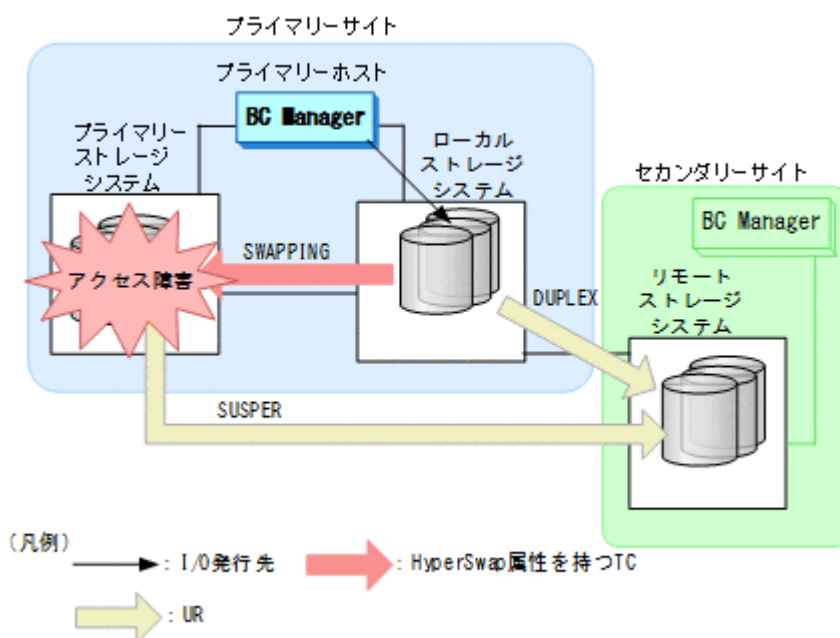 プライマリーサイト
プライマリーホスト
BC Manager
プライマリー
ストレージ
システム
ローカル
ストレージ
システム
セカンダリーサイト
BC Manager
SWAPPING
アクセス障害
DUPLEX
リモート
ストレージ
システム
SUSPER
(凡例)
: I/O発行先
: HyperSwap属性を持つTC
: UR